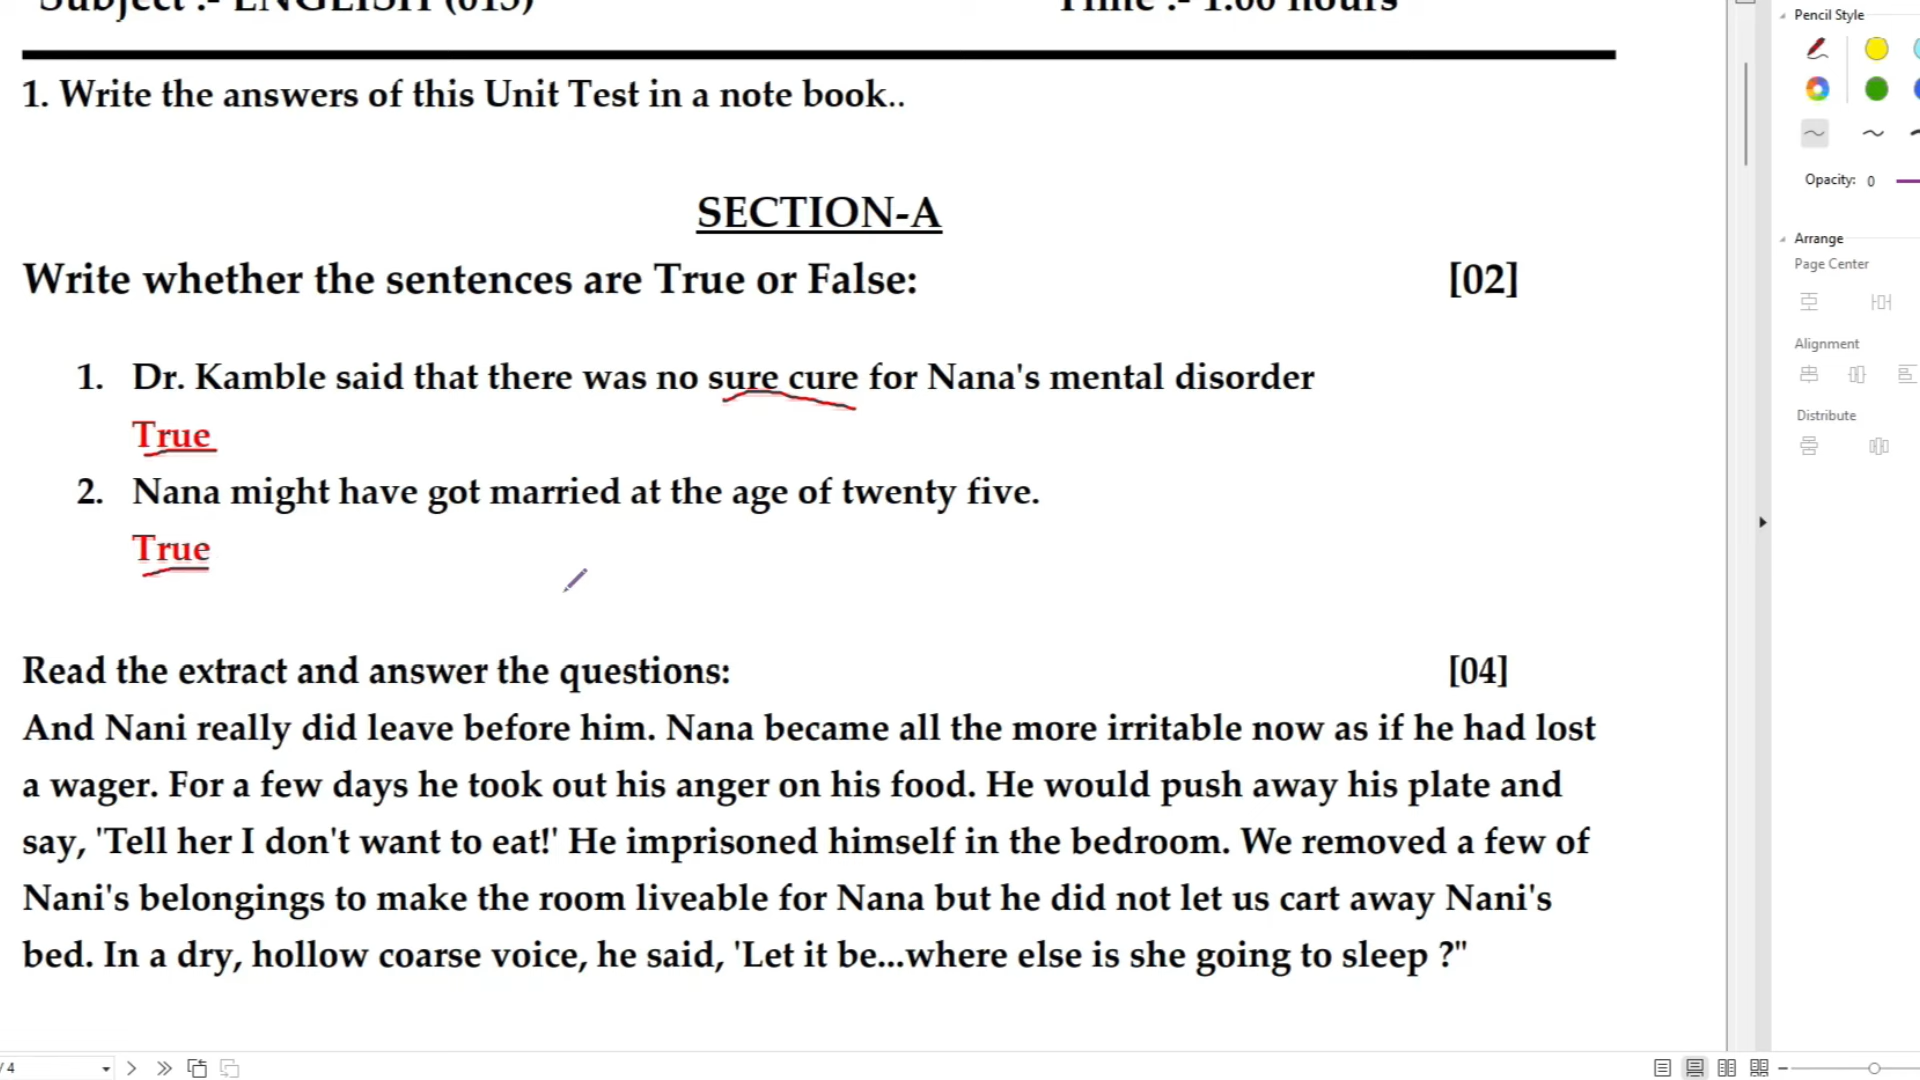 Subject :- ENGLISH (013) Time :- 1.00 hours
1. Write the answers of this Unit Test in a note book..
SECTION-A
Write whether the sentences are True or False: [02]
1. Dr. Kamble said that there was no sure cure for Nana's mental disorder
True
2. Nana might have got married at the age of twenty five.
True
Read the extract and answer the questions: [04]
And Nani really did leave before him. Nana became all the more irritable now as if he had lost
a wager. For a few days he took out his anger on his food. He would push away his plate and
say, 'Tell her I don't want to eat!' He imprisoned himself in the bedroom. We removed a few of
Nani's belongings to make the room liveable for Nana but he did not let us cart away Nani's
bed. In a dry, hollow coarse voice, he said, 'Let it be...where else is she going to sleep ?"
/4
Pencil Style
Opacity: 0
Arrange
Page Center
Alignment
Distribute